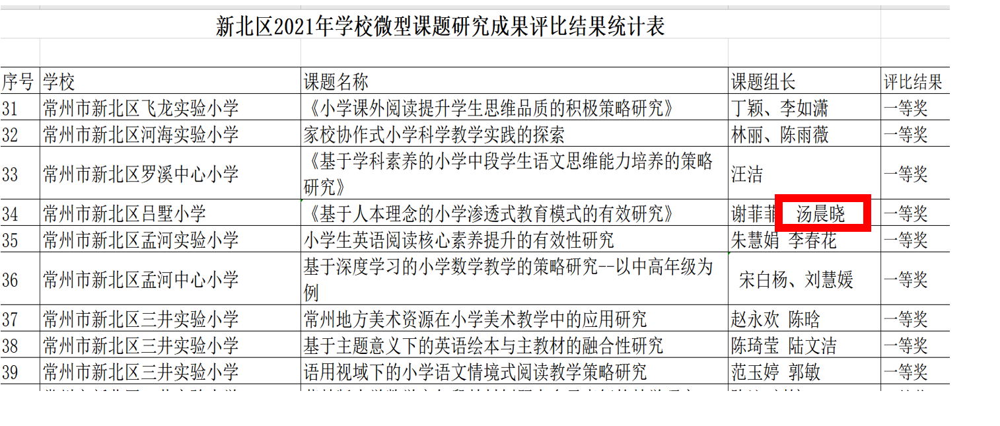 新北区2021年学校微型课题研究成果评比结果统计表
序号 学校 课题名称 课题组长 评比结果
31 常州市新北区飞龙实验小学 《小学课外阅读提升学生思维品质的积极策略研究》 丁颖、李如潇 一等奖
32 常州市新北区河海实验小学 家校协作式小学科学教学实践的探索 林丽、陈雨薇 一等奖
33 常州市新北区罗溪中心小学 《基于学科素养的小学中段学生语文思维能力培养的策略
研究》 汪洁 一等奖
34 常州市新北区吕墅小学 《基于人本理念的小学渗透式教育模式的有效研究》 谢菲菲 汤晨晓 一等奖
35 常州市新北区孟河实验小学 小学生英语阅读核心素养提升的有效性研究 朱慧娟 李春花 一等奖
36 常州市新北区孟河中心小学 基于深度学习的小学数学教学的策略研究--以中高年级为
例 宋白杨、刘慧媛 一等奖
37 常州市新北区三井实验小学 常州地方美术资源在小学美术教学中的应用研究 赵永欢 陈晗 一等奖
38 常州市新北区三井实验小学 基于主题意义下的英语绘本与主教材的融合性研究 陈琦莹 陆文洁 一等奖
39 常州市新北区三井实验小学 语用视域下的小学语文情境式阅读教学策略研究 范玉婷 郭敏 一等奖